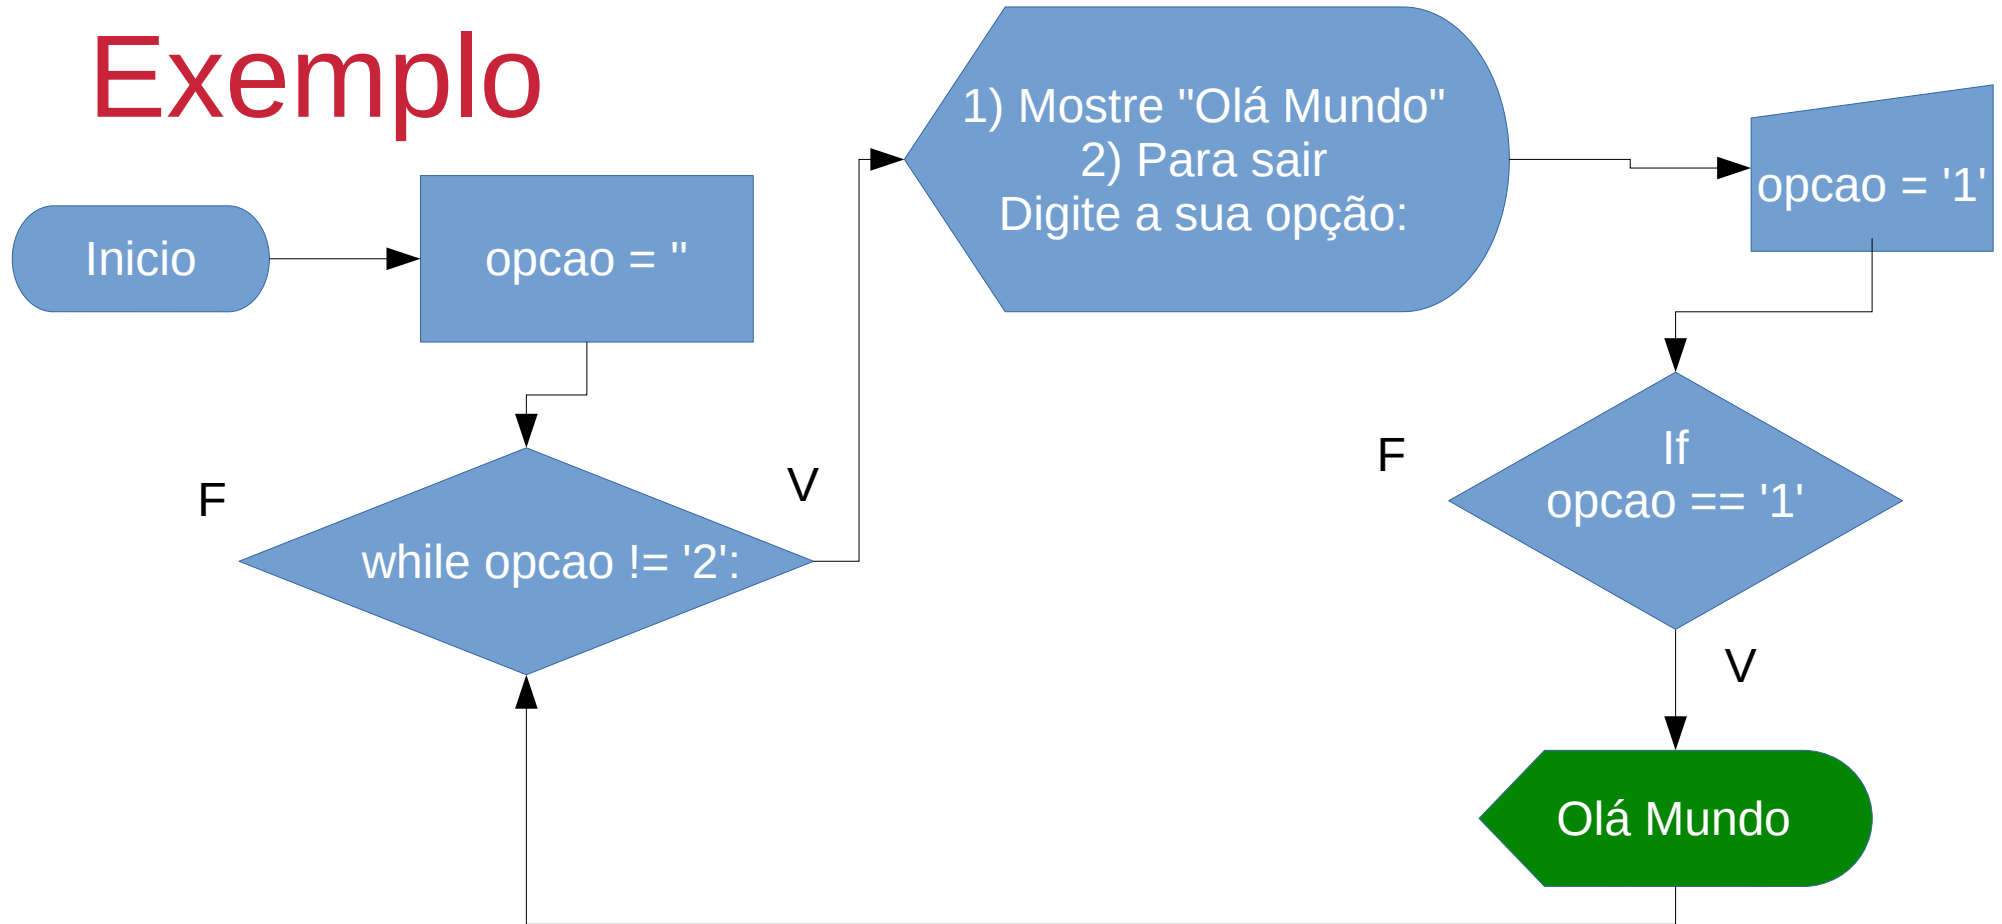 Exemplo
Inicio
opcao = ''
F
while opcao != '2':
V
1) Mostre "Olá Mundo"
2) Para sair
Digite a sua opção:
opcao = '1'
F
If
opcao == '1'
V
Olá Mundo